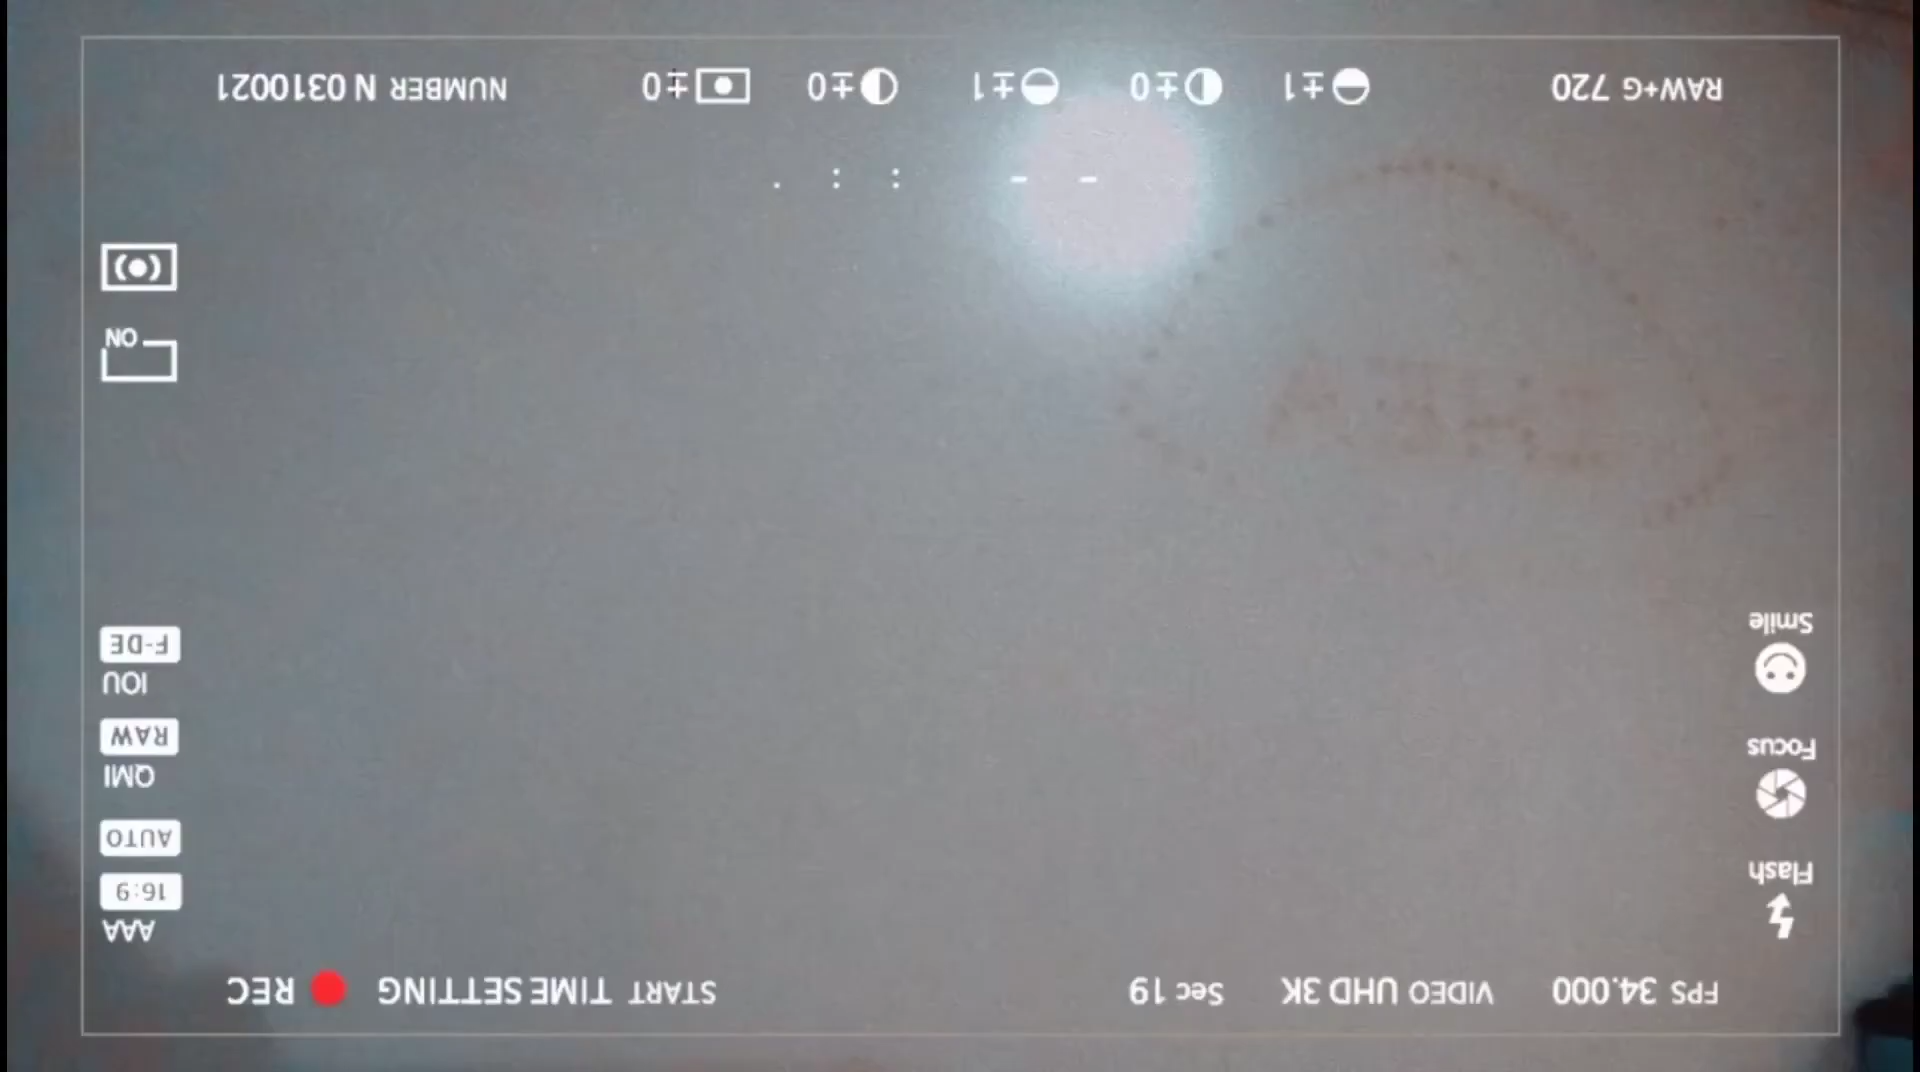 FPS 34.000 VIDEO UHD 3K Sec 19 START TIME SETTING REC
Flash
Focus
Smile
AAA
16:9
AUTO
QMI
RAW
IOU
F-DE
ON
- - : : .
RAW+G 720 ±1 ±0 ±1 ±0 ±0 NUMBER N 0310021